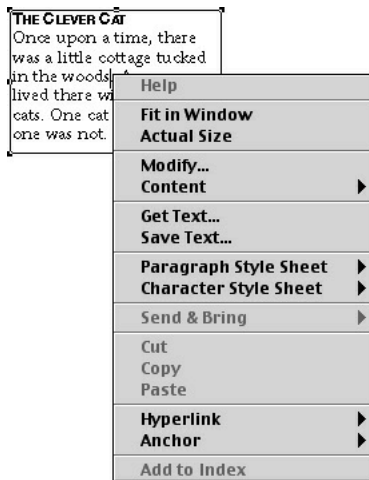 THE CLEVER CAT
Once upon a time, there
was a little cottage tucked
in the woods.
lived there wi
cats. One cat
one was not.
Help
Fit in Window
Actual Size
Modify...
Content
Get Text...
Save Text...
Paragraph Style Sheet
Character Style Sheet
Send & Bring
Cut
Copy
Paste
Hyperlink
Anchor
Add to Index